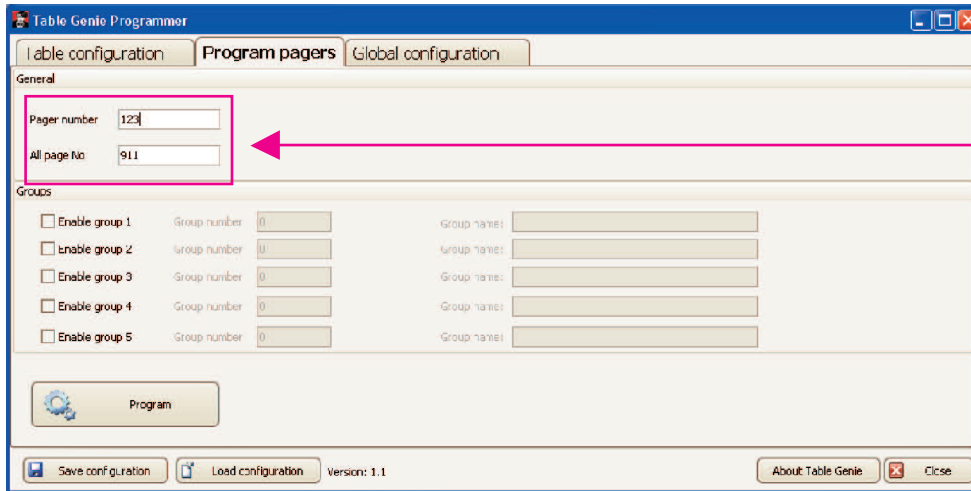 Table Genie Programmer
Table configuration Program pagers Global configuration
General
Pager number 123
All page No 911
Groups
Enable group 1 Group number 0 Group name:
Enable group 2 Group number 0 Group name:
Enable group 3 Group number 0 Group name:
Enable group 4 Group number 0 Group name:
Enable group 5 Group number 0 Group name:
Program
Save configuration Load configuration Version: 1.1 About Table Genie Close